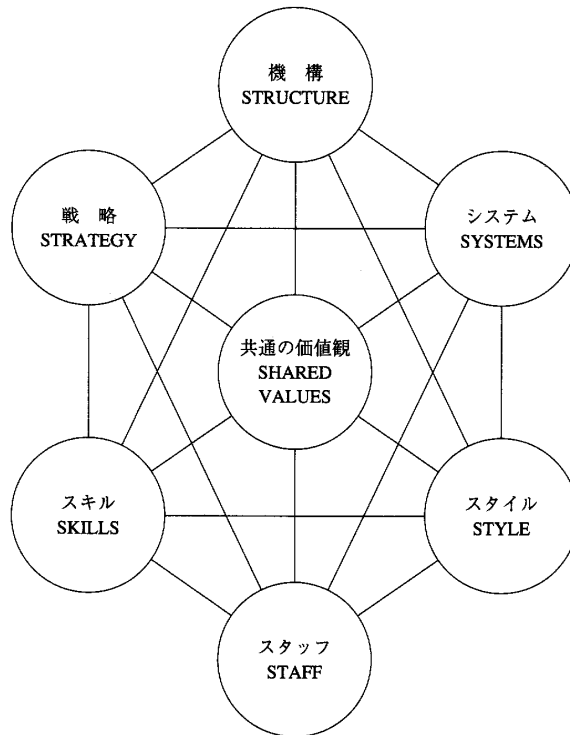 機 構
STRUCTURE
戦 略
STRATEGY
システム
SYSTEMS
共通の価値観
SHARED
VALUES
スキル
SKILLS
スタイル
STYLE
スタッフ
STAFF